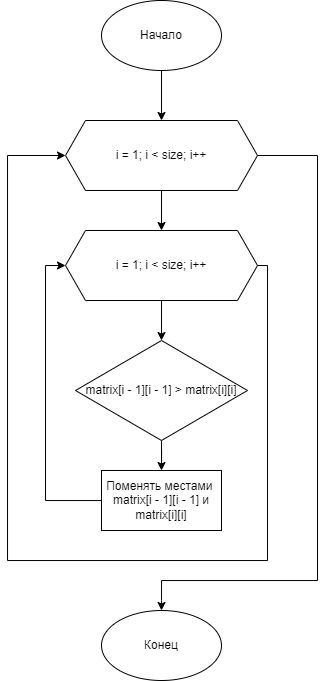 Начало
i = 1; i < size; i++
i = 1; i < size; i++
matrix[i - 1][i - 1] > matrix[i][i]
Поменять местами
matrix[i - 1][i - 1] и
matrix[i][i]
Конец